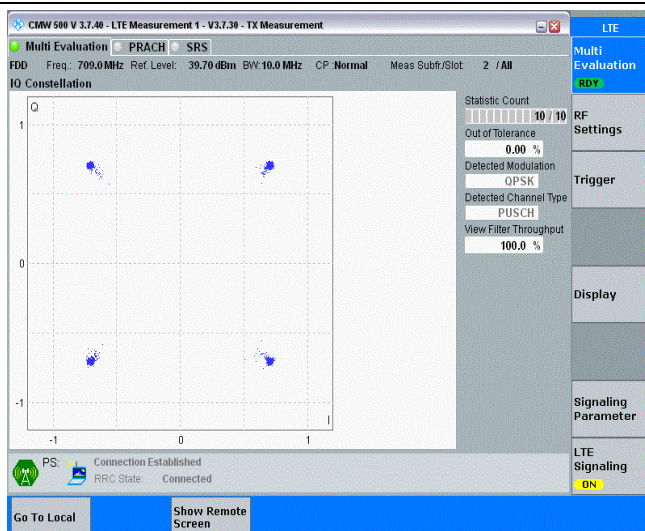 CMW 500 V 3.7.40 - LTE Measurement 1 - V3.7.30 - TX Measurement
LTE
Multi Evaluation PRACH SRS
Multi
Evaluation
RDY
FDD Freq.: 709.0 MHz Ref. Level: 39.70 dBm BW: 10.0 MHz CP :Normal Meas Subfr./Slot: 2 / All
IQ Constellation
Q
1
0
-1
-1 0 1
I
Statistic Count
10 / 10
Out of Tolerance
0.00 %
Detected Modulation
QPSK
Detected Channel Type
PUSCH
View Filter Throughput
100.0 %
RF
Settings
Trigger
Display
Signaling
Parameter
LTE
Signaling
ON
PS: Connection Established
RRC State: Connected
Go To Local
Show Remote
Screen